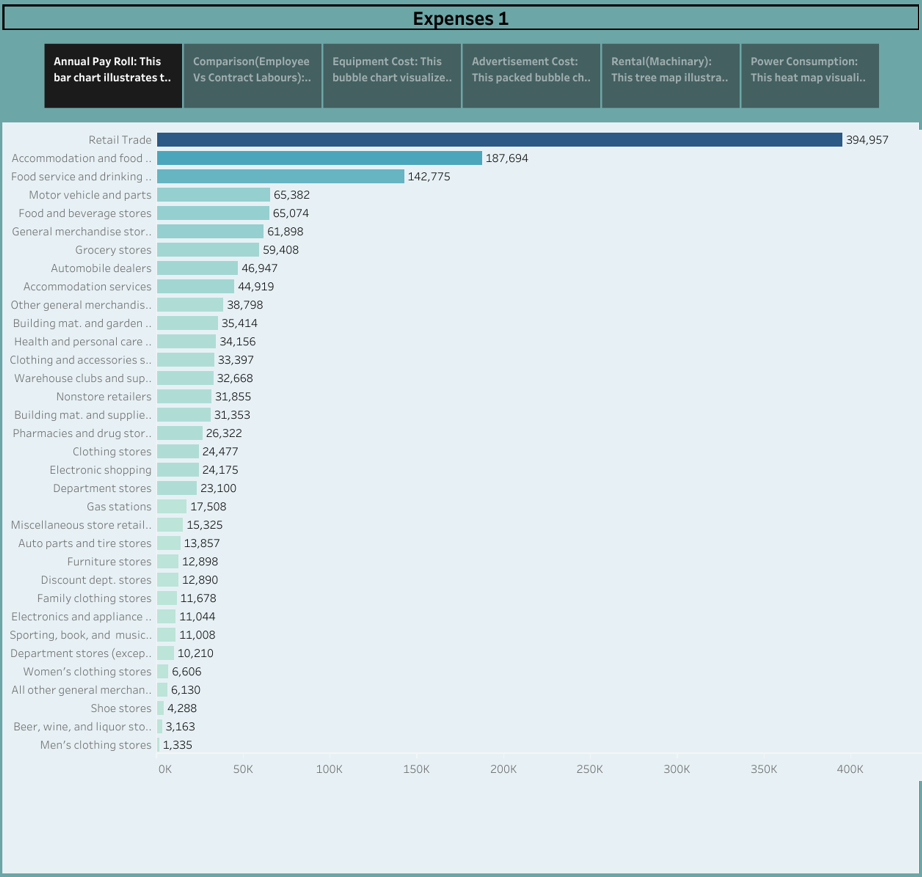 Expenses 1
Annual Pay Roll: This
bar chart illustrates t..
Comparison(Employee
Vs Contract Labours):..
Equipment Cost: This
bubble chart visualize..
Advertisement Cost:
This packed bubble ch..
Rental(Machinary):
This tree map illustra..
Power Consumption:
This heat map visuali..
Retail Trade 394,957
Accommodation and food .. 187,694
Food service and drinking .. 142,775
Motor vehicle and parts 65,382
Food and beverage stores 65,074
General merchandise stor.. 61,898
Grocery stores 59,408
Automobile dealers 46,947
Accommodation services 44,919
Other general merchandis.. 38,798
Building mat. and garden .. 35,414
Health and personal care .. 34,156
Clothing and accessories s.. 33,397
Warehouse clubs and sup.. 32,668
Nonstore retailers 31,855
Building mat. and supplie.. 31,353
Pharmacies and drug stor.. 26,322
Clothing stores 24,477
Electronic shopping 24,175
Department stores 23,100
Gas stations 17,508
Miscellaneous store retail.. 15,325
Auto parts and tire stores 13,857
Furniture stores 12,898
Discount dept. stores 12,890
Family clothing stores 11,678
Electronics and appliance .. 11,044
Sporting, book, and music.. 11,008
Department stores (excep.. 10,210
Women's clothing stores 6,606
All other general merchan.. 6,130
Shoe stores 4,288
Beer, wine, and liquor sto.. 3,163
Men's clothing stores 1,335
0K 50K 100K 150K 200K 250K 300K 350K 400K